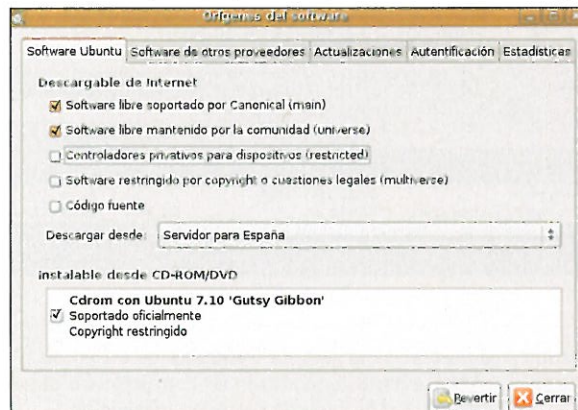 Orígenes del software
Software Ubuntu Software de otros proveedores Actualizaciones Autentificación Estadísticas
Descargable de Internet
Software libre soportado por Canonical (main)
Software libre mantenido por la comunidad (universe)
Controladores privativos para dispositivos (restricted)
Software restringido por copyright o cuestiones legales (multiverse)
Código fuente
Descargar desde: Servidor para España
Instalable desde CD-ROM/DVD
Cdrom con Ubuntu 7.10 'Gutsy Gibbon'
Soportado oficialmente
Copyright restringido
Revertir Cerrar